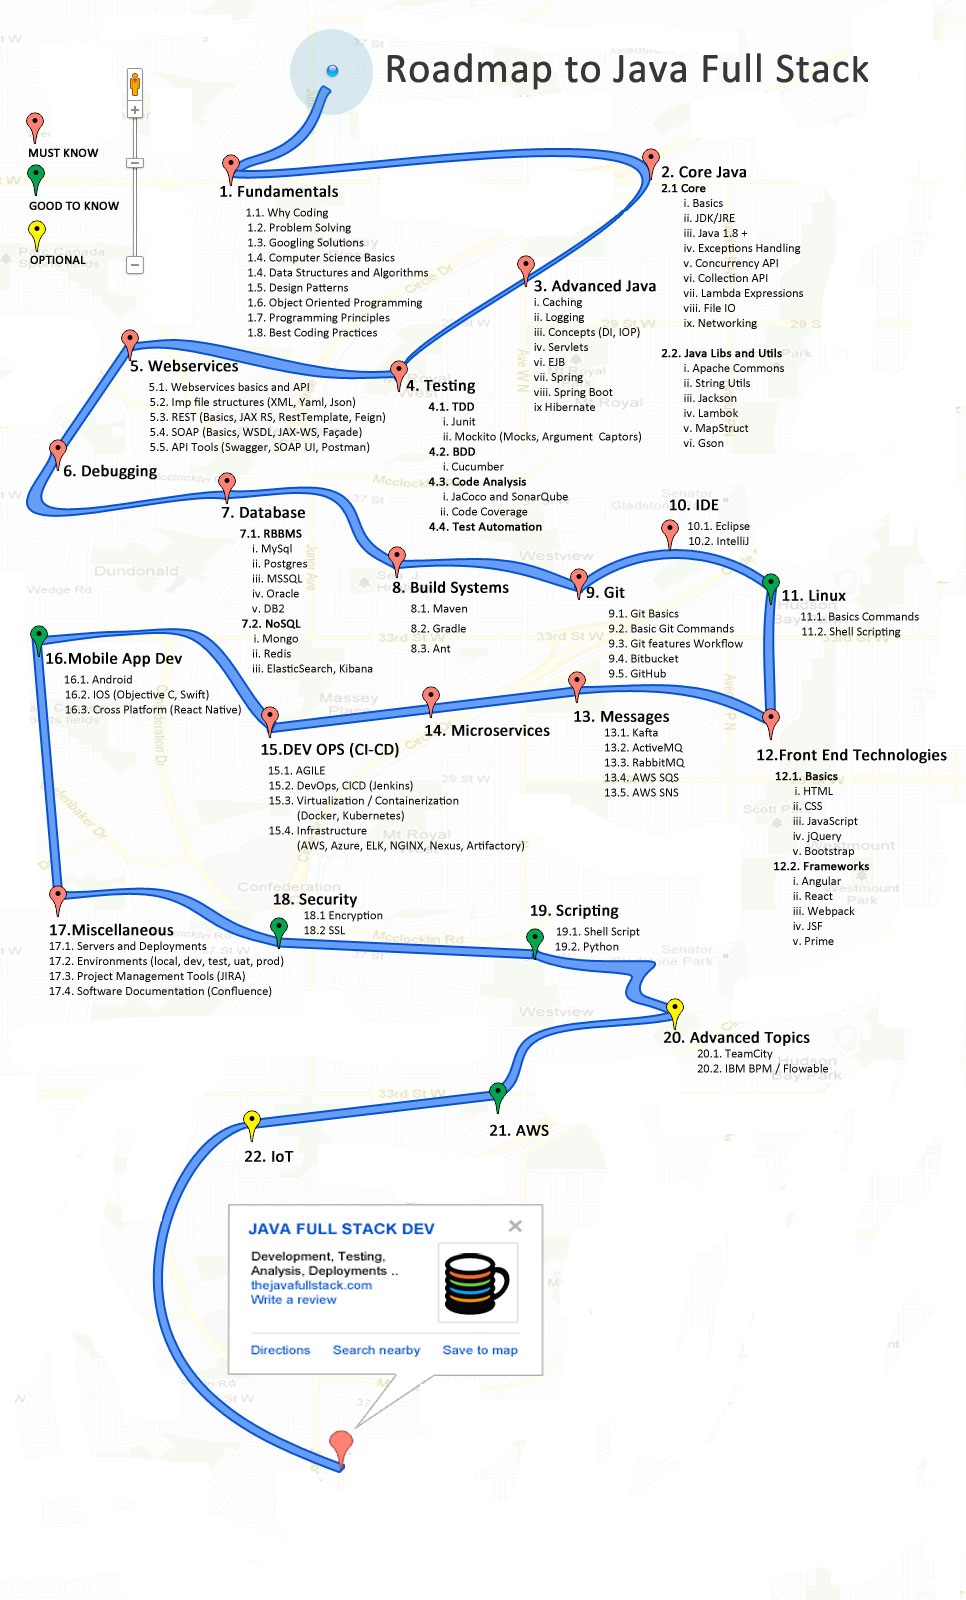 Roadmap to Java Full Stack
MUST KNOW
GOOD TO KNOW
OPTIONAL
1. Fundamentals
1.1. Why Coding
1.2. Problem Solving
1.3. Googling Solutions
1.4. Computer Science Basics
1.4. Data Structures and Algorithms
1.5. Design Patterns
1.6. Object Oriented Programming
1.7. Programming Principles
1.8. Best Coding Practices
2. Core Java
2.1 Core
i. Basics
ii. JDK/JRE
iii. Java 1.8 +
iv. Exceptions Handling
v. Concurrency API
vi. Collection API
vii. Lambda Expressions
viii. File IO
ix. Networking
2.2. Java Libs and Utils
i. Apache Commons
ii. String Utils
iii. Jackson
iv. Lambok
v. MapStruct
vi. Gson
3. Advanced Java
i. Caching
ii. Logging
iii. Concepts (DI, IOP)
iv. Servlets
vi. EJB
vii. Spring
viii. Spring Boot
ix Hibernate
4. Testing
4.1. TDD
i. Junit
ii. Mockito (Mocks, Argument Captors)
4.2. BDD
i. Cucumber
4.3. Code Analysis
i. JaCoco and SonarQube
ii. Code Coverage
4.4. Test Automation
5. Webservices
5.1. Webservices basics and API
5.2. Imp file structures (XML, Yaml, Json)
5.3. REST (Basics, JAX RS, RestTemplate, Feign)
5.4. SOAP (Basics, WSDL, JAX-WS, Façade)
5.5. API Tools (Swagger, SOAP UI, Postman)
6. Debugging
7. Database
7.1. RBBMS
i. MySql
ii. Postgres
iii. MSSQL
iv. Oracle
v. DB2
7.2. NoSQL
i. Mongo
ii. Redis
iii. ElasticSearch, Kibana
8. Build Systems
8.1. Maven
8.2. Gradle
8.3. Ant
9. Git
9.1. Git Basics
9.2. Basic Git Commands
9.3. Git features Workflow
9.4. Bitbucket
9.5. GitHub
10. IDE
10.1. Eclipse
10.2. IntelliJ
11. Linux
11.1. Basics Commands
11.2. Shell Scripting
12.Front End Technologies
12.1. Basics
i. HTML
ii. CSS
iii. JavaScript
iv. jQuery
v. Bootstrap
12.2. Frameworks
i. Angular
ii. React
iii. Webpack
iv. JSF
v. Prime
13. Messages
13.1. Kafta
13.2. ActiveMQ
13.3. RabbitMQ
13.4. AWS SQS
13.5. AWS SNS
14. Microservices
15.DEV OPS (CI-CD)
15.1. AGILE
15.2. DevOps, CICD (Jenkins)
15.3. Virtualization / Containerization
(Docker, Kubernetes)
15.4. Infrastructure
(AWS, Azure, ELK, NGINX, Nexus, Artifactory)
16.Mobile App Dev
16.1. Android
16.2. IOS (Objective C, Swift)
16.3. Cross Platform (React Native)
17.Miscellaneous
17.1. Servers and Deployments
17.2. Environments (local, dev, test, uat, prod)
17.3. Project Management Tools (JIRA)
17.4. Software Documentation (Confluence)
18. Security
18.1 Encryption
18.2 SSL
19. Scripting
19.1. Shell Script
19.2. Python
20. Advanced Topics
20.1. TeamCity
20.2. IBM BPM / Flowable
21. AWS
22. IoT
JAVA FULL STACK DEV
Development, Testing,
Analysis, Deployments ..
thejavafullstack.com
Write a review
Directions Search nearby Save to map
Dundonald
Wedge Rd
Westview
33rd St W
33rd St W
Massey
Place
29 St W
Mt Royal
Confederation
Westview
33rd St W